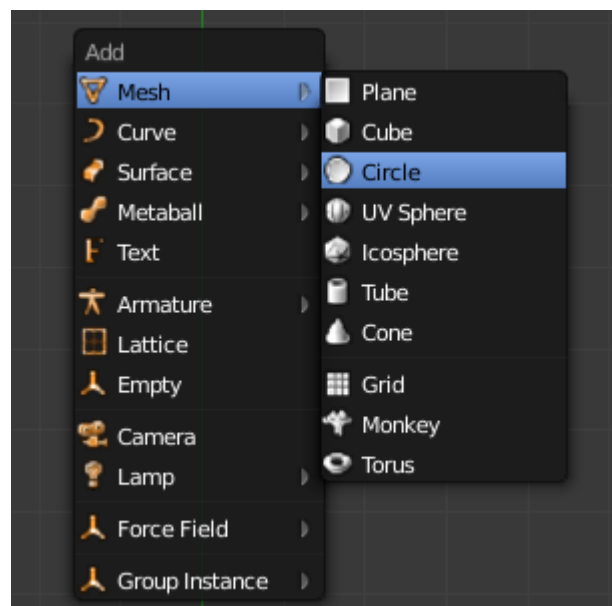 Add
Mesh
Curve
Surface
Metaball
Text
Armature
Lattice
Empty
Camera
Lamp
Force Field
Group Instance
Plane
Cube
Circle
UV Sphere
Icosphere
Tube
Cone
Grid
Monkey
Torus